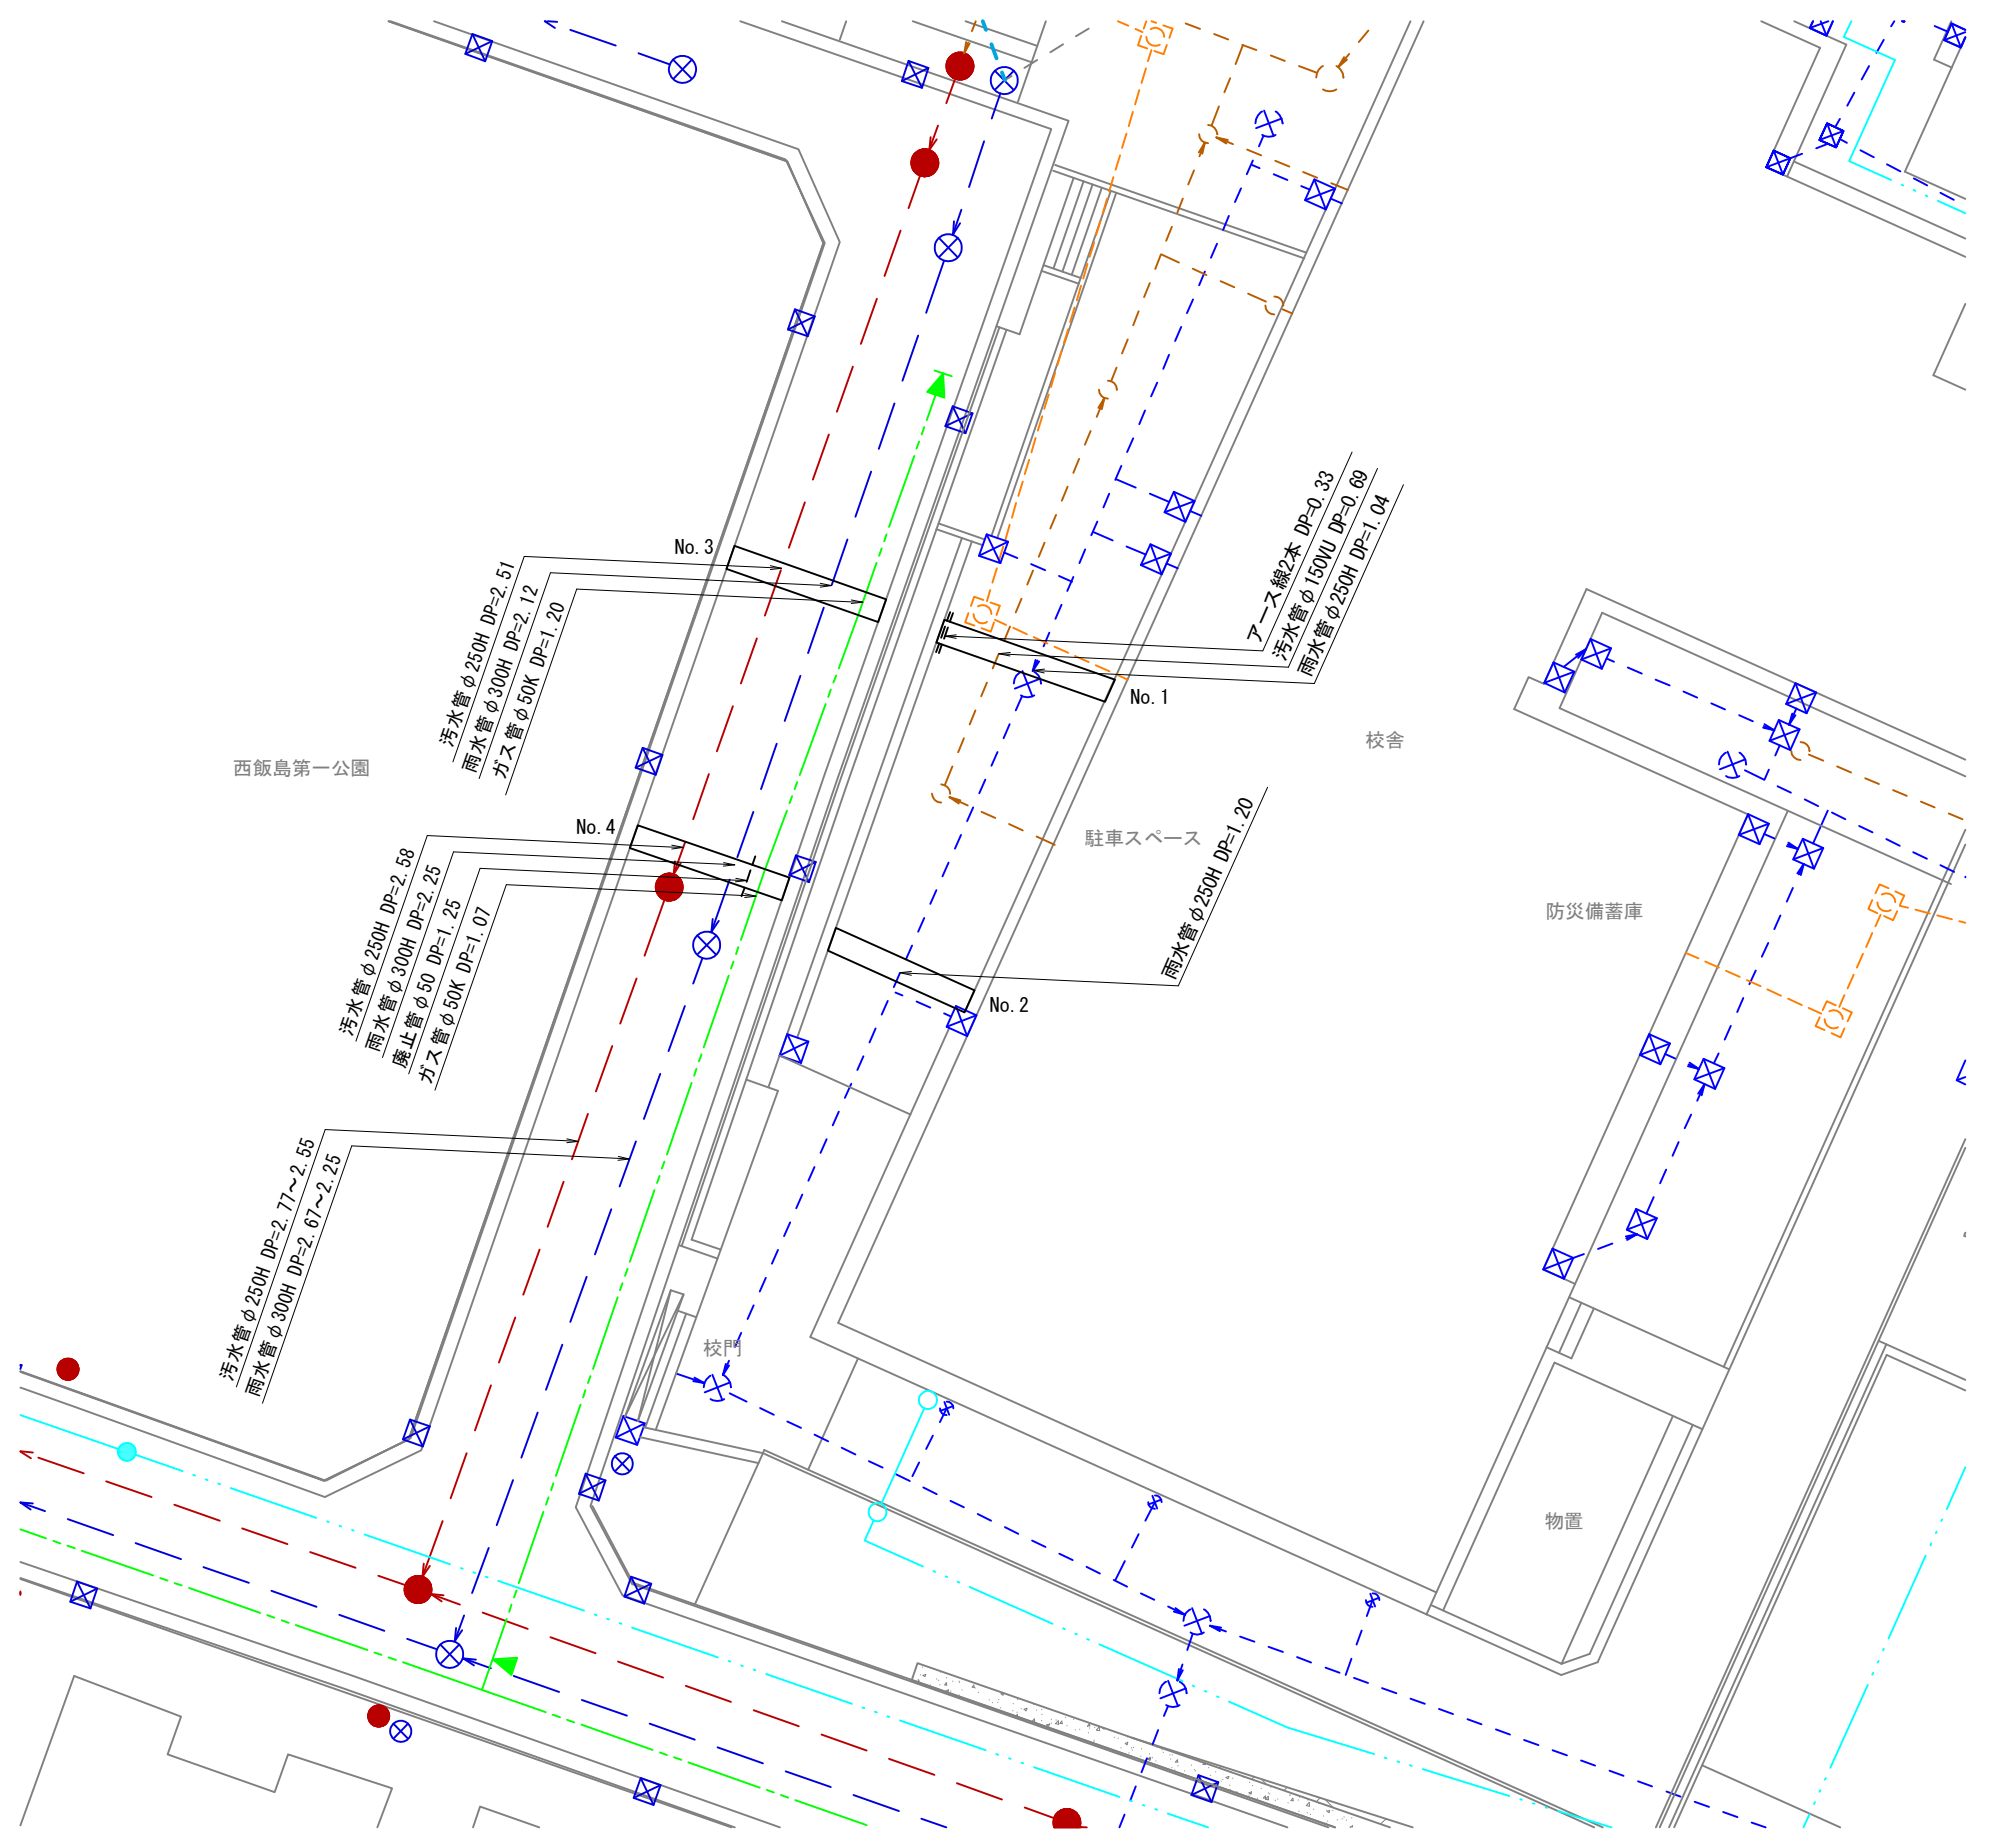 アース線2本 DP=0.33
汚水管φ150VU DP=0.69
雨水管φ250H DP=1.04
No.3
汚水管φ250H DP=2.51
雨水管φ300H DP=2.12
ガス管φ50K DP=1.20
No.1
校舎
西飯島第一公園
No.4
駐車スペース
雨水管φ250H DP=1.20
汚水管φ250H DP=2.58
雨水管φ300H DP=2.25
廃止管φ50 DP=1.25
ガス管φ50K DP=1.07
防災備蓄庫
No.2
汚水管φ250H DP=2.77～2.55
雨水管φ300H DP=2.67～2.25
校門
物置